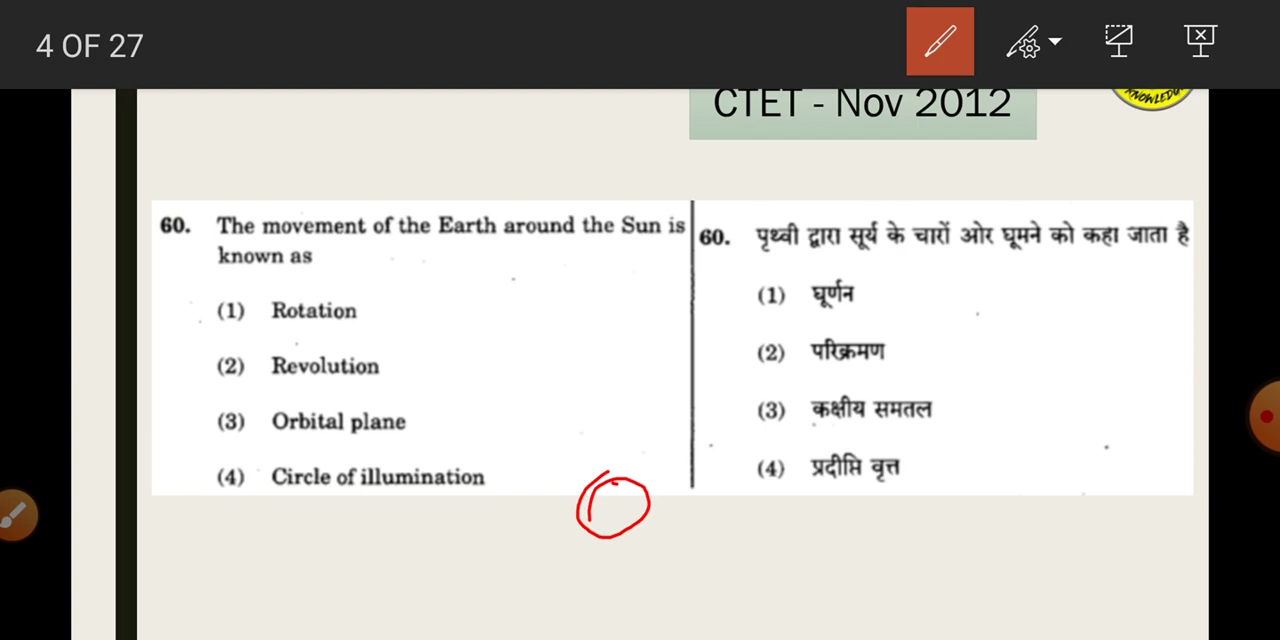 4 OF 27
CTET - Nov 2012
KNOWLEDGE
60. The movement of the Earth around the Sun is
known as
(1) Rotation
(2) Revolution
(3) Orbital plane
(4) Circle of illumination
60. पृथ्वी द्वारा सूर्य के चारों ओर घूमने को कहा जाता है
(1) घूर्णन
(2) परिक्रमण
(3) कक्षीय समतल
(4) प्रदीप्ति वृत्त